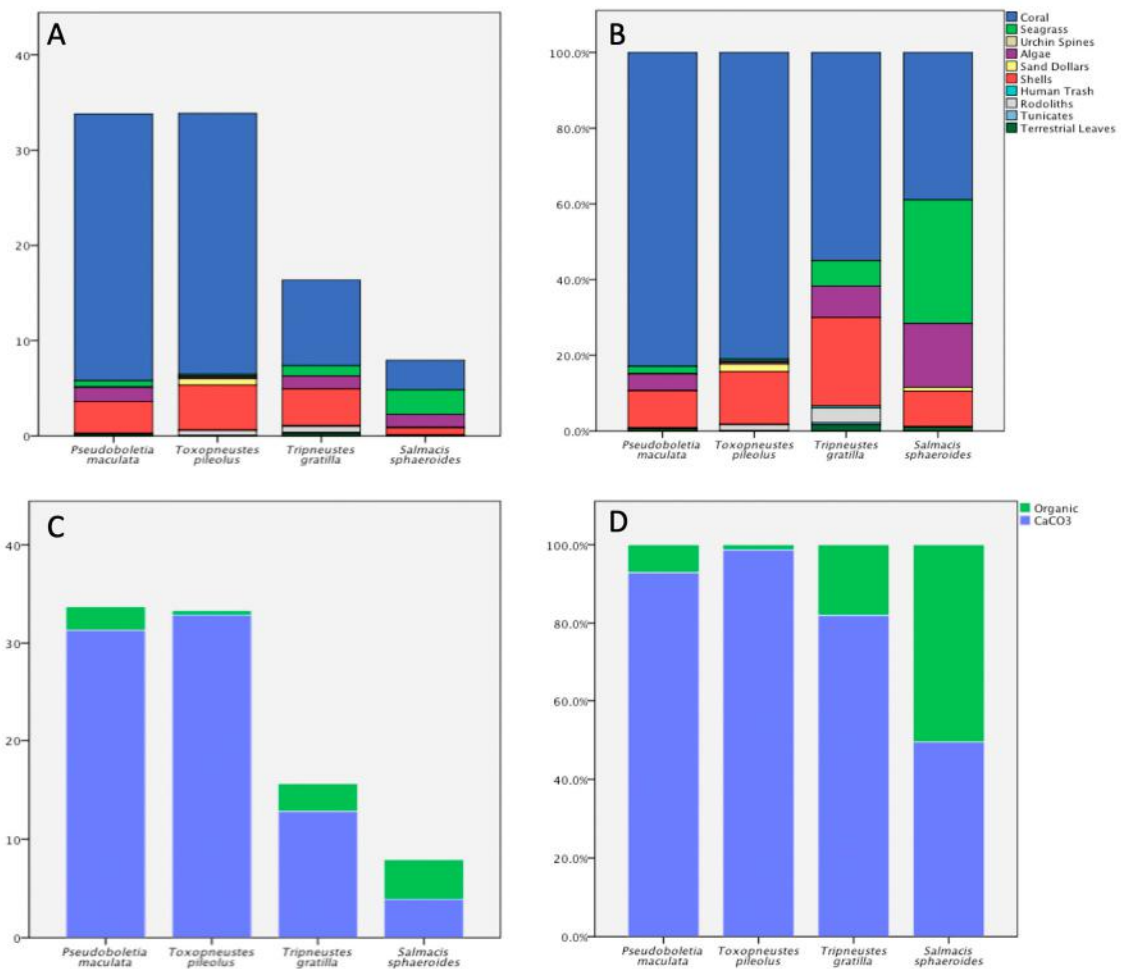 A
40
30
20
10
0
Pseudoboletia
maculata
Toxopneustes
pileolus
Tripneustes
gratilla
Salmacis
sphaeroides
B
100.0%
80.0%
60.0%
40.0%
20.0%
0.0%
Pseudoboletia
maculata
Toxopneustes
pileolus
Tripneustes
gratilla
Salmacis
sphaeroides
Coral
Seagrass
Urchin Spines
Algae
Sand Dollars
Shells
Human Trash
Rodoliths
Tunicates
Terrestrial Leaves
C
40
30
20
10
0
Pseudoboletia
maculata
Toxopneustes
pileolus
Tripneustes
gratilla
Salmacis
sphaeroides
D
100.0%
80.0%
60.0%
40.0%
20.0%
0.0%
Pseudoboletia
maculata
Toxopneustes
pileolus
Tripneustes
gratilla
Salmacis
sphaeroides
Organic
CaCO3